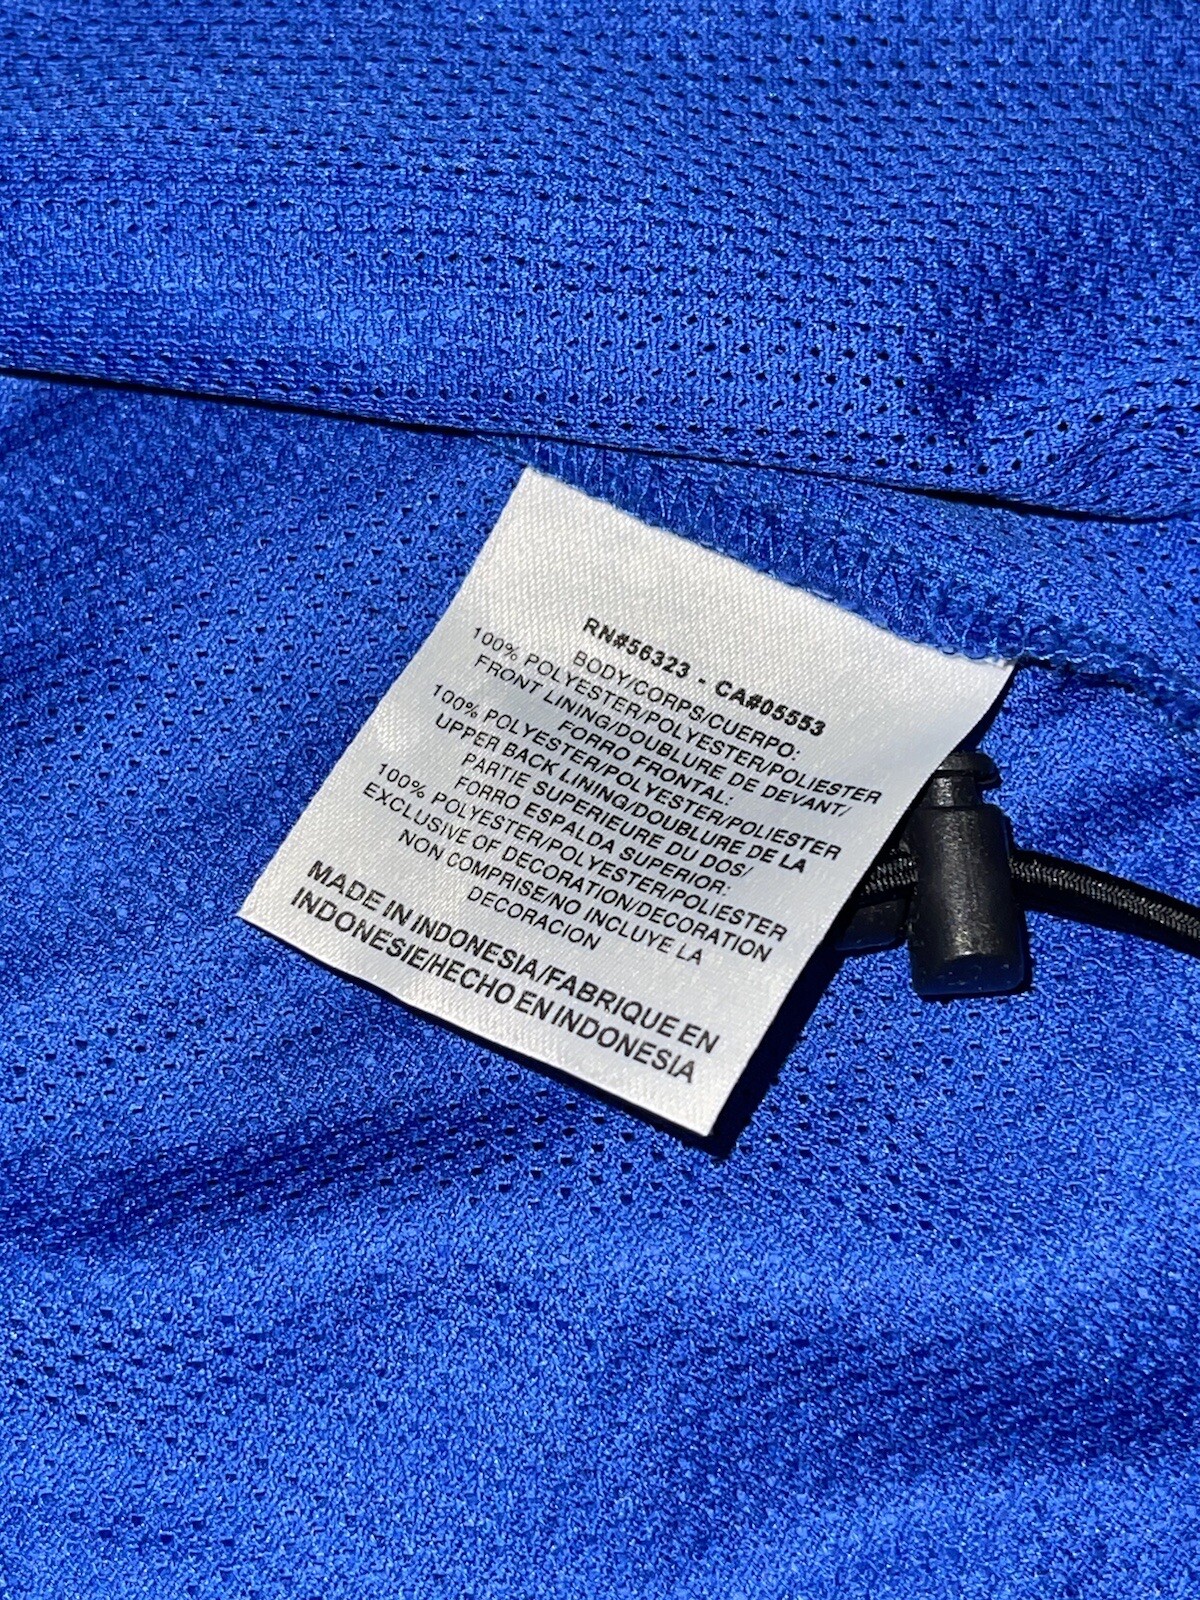 RN#56323 - CA#05553
BODY/CORPS/CUERPO:
100% POLYESTER/POLYESTER/POLIESTER
FRONT LINING/DOUBLURE DE DEVANT/
FORRO FRONTAL:
100% POLYESTER/POLYESTER/POLIESTER
UPPER BACK LINING/DOUBLURE DE LA
PARTIE SUPERIEURE DU DOS/
FORRO ESPALDA SUPERIOR:
100% POLYESTER/POLYESTER/POLIESTER
EXCLUSIVE OF DECORATION/DECORATION
NON COMPRISE/NO INCLUYE LA
DECORACION
MADE IN INDONESIA/FABRIQUE EN
INDONESIE/HECHO EN INDONESIA